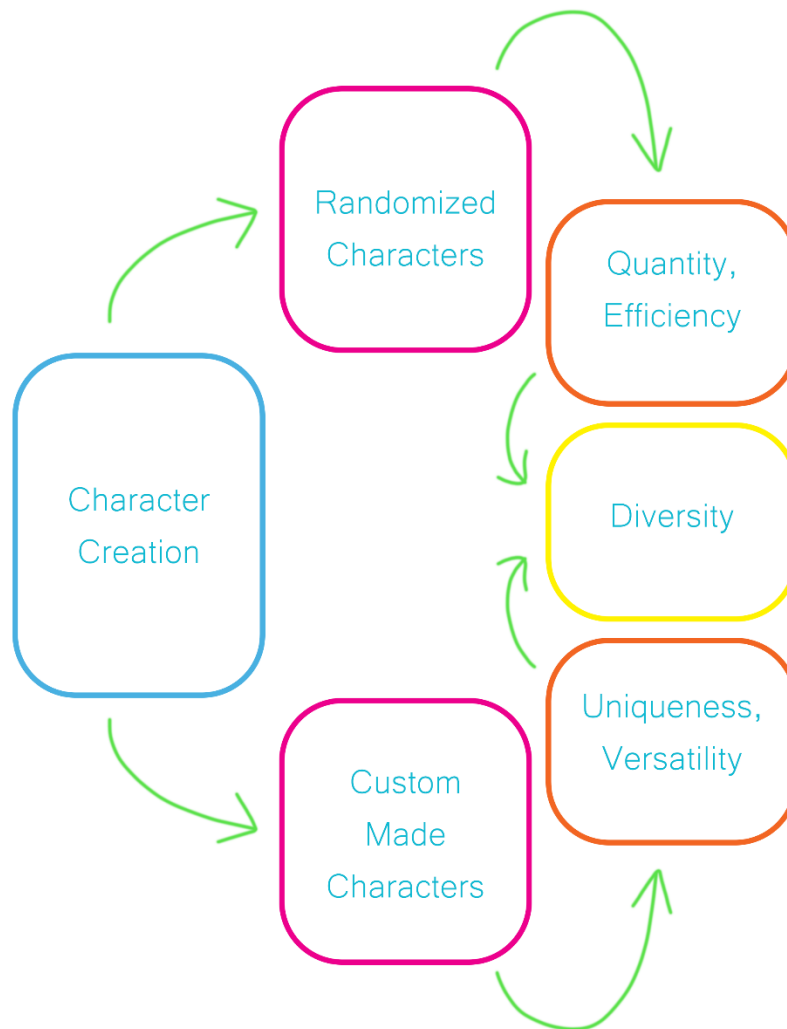 Randomized
Characters
Quantity,
Efficiency
Character
Creation
Diversity
Uniqueness,
Versatility
Custom
Made
Characters